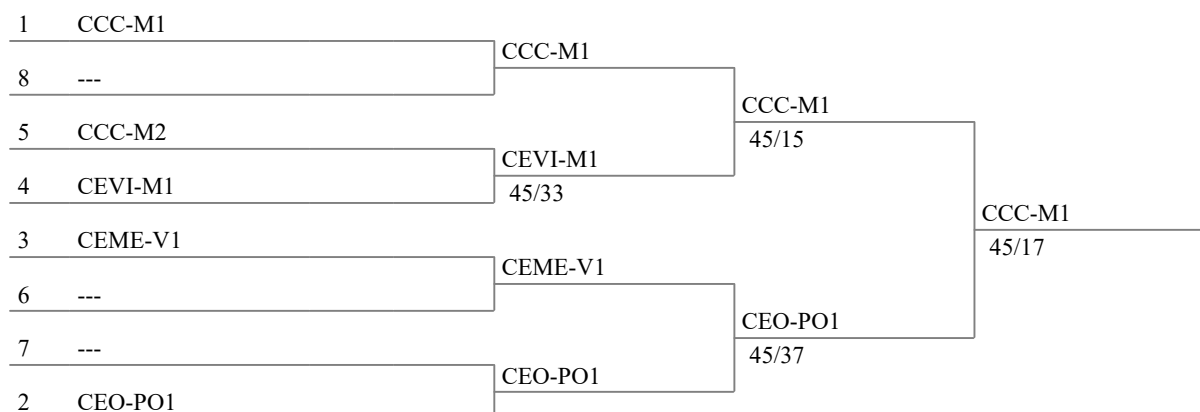 1 CCC-M1
CCC-M1
8 ---
CCC-M1
5 CCC-M2
45/15
CEVI-M1
4 CEVI-M1
45/33
CCC-M1
3 CEME-V1
45/17
CEME-V1
6 ---
CEO-PO1
7 ---
45/37
CEO-PO1
2 CEO-PO1